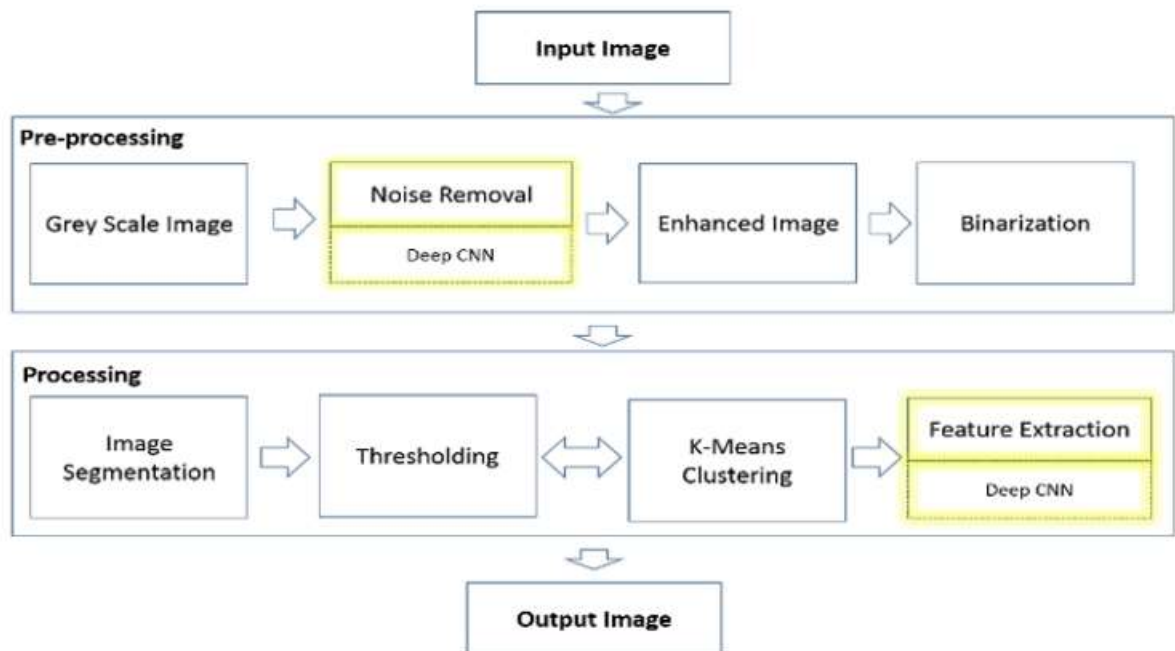 Input Image
Pre-processing
Grey Scale Image
Noise Removal
Deep CNN
Enhanced Image
Binarization
Processing
Image
Segmentation
Thresholding
K-Means
Clustering
Feature Extraction
Deep CNN
Output Image